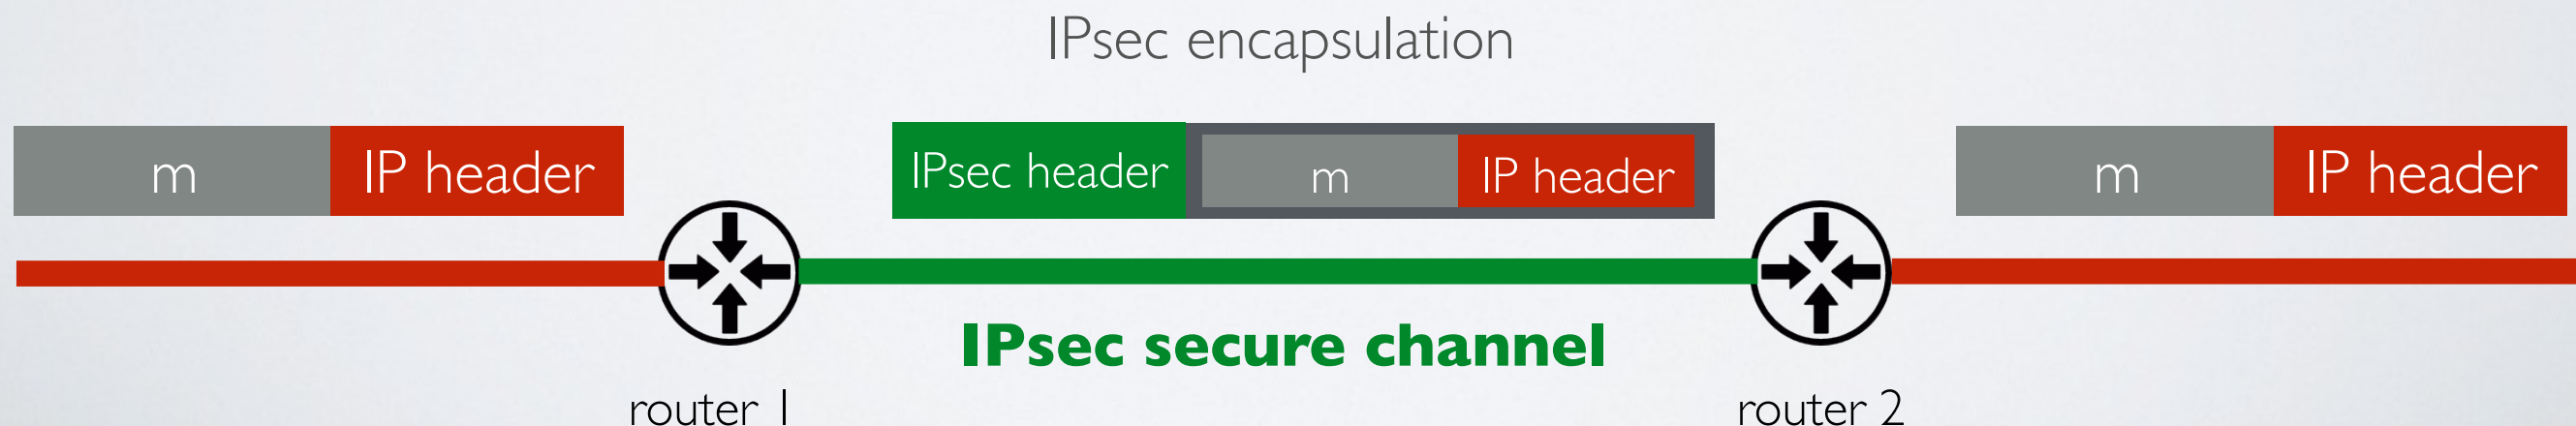 IPsec encapsulation
m IP header
IPsec header m IP header
m IP header
IPsec secure channel
router 1
router 2